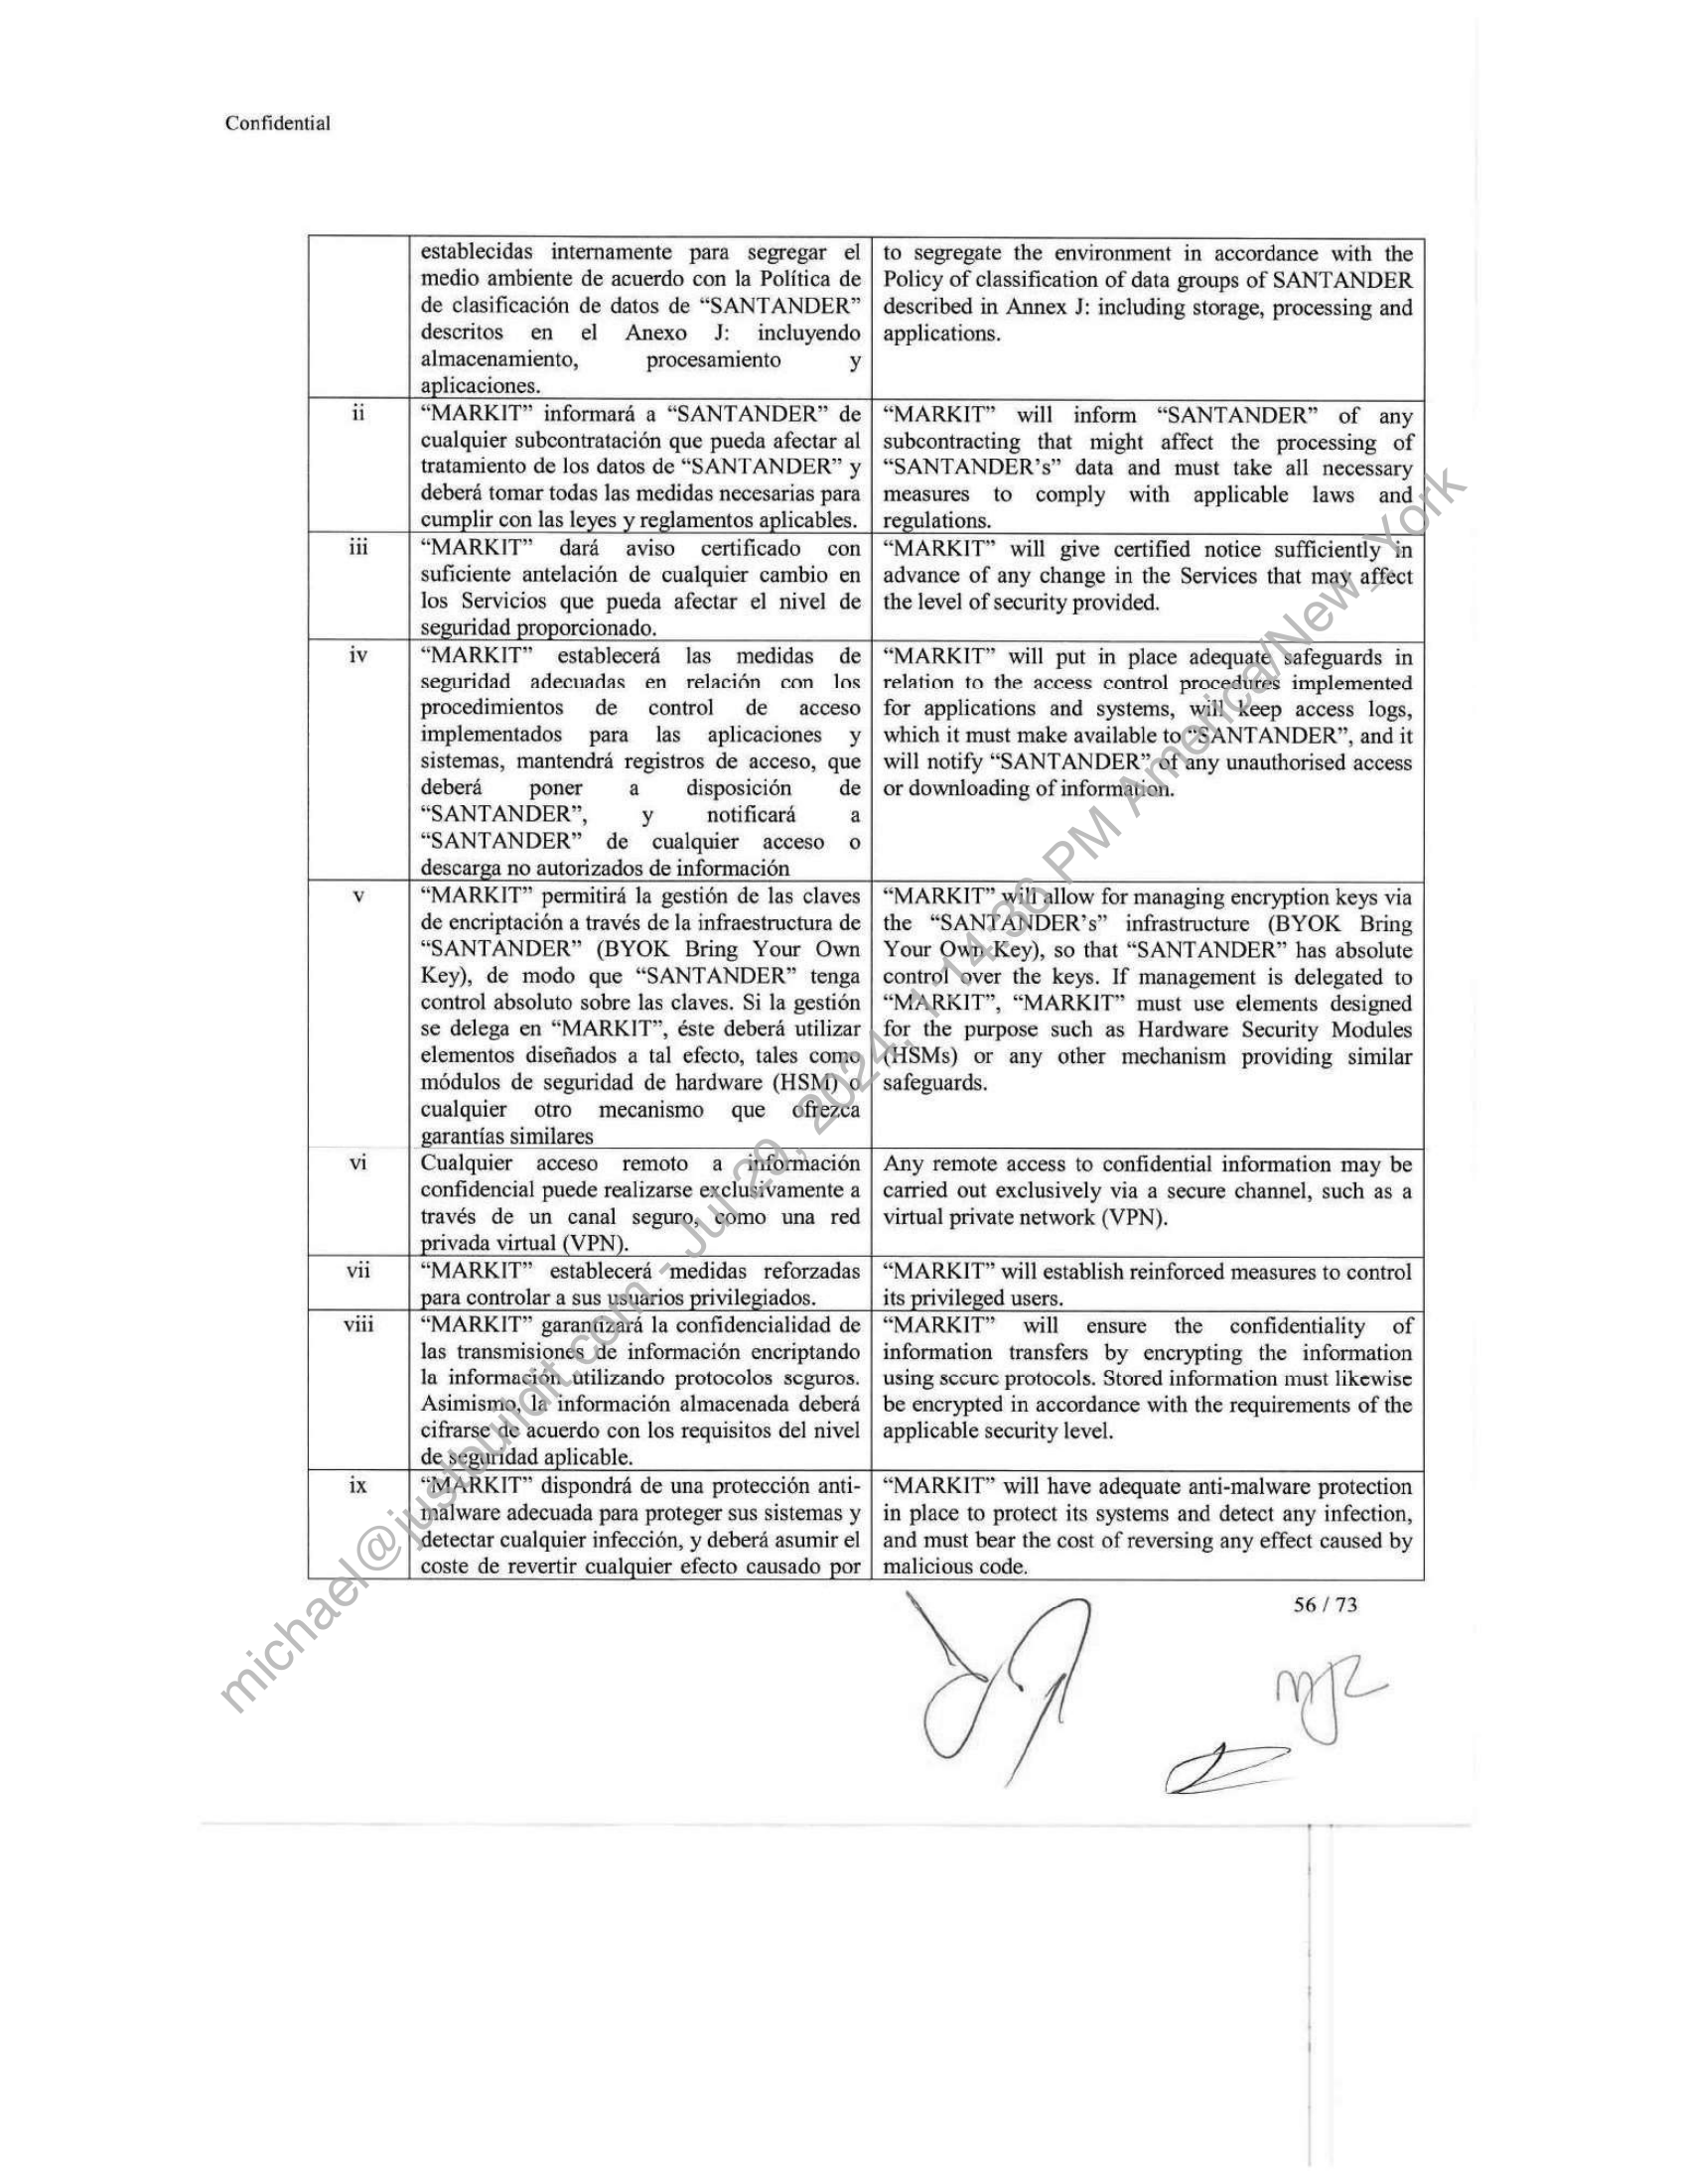 Confidential
establecidas internamente para segregar el
medio ambiente de acuerdo con la Política de
de clasificación de datos de “SANTANDER”
descritos en el Anexo J: incluyendo
almacenamiento, procesamiento y
aplicaciones.
to segregate the environment in accordance with the
Policy of classification of data groups of SANTANDER
described in Annex J: including storage, processing and
applications.
ii
“MARKIT” informará a “SANTANDER” de
cualquier subcontratación que pueda afectar al
tratamiento de los datos de “SANTANDER” y
deberá tomar todas las medidas necesarias para
cumplir con las leyes y reglamentos aplicables.
“MARKIT” will inform “SANTANDER” of any
subcontracting that might affect the processing of
“SANTANDER’s” data and must take all necessary
measures to comply with applicable laws and
regulations.
iii
“MARKIT” dará aviso certificado con
suficiente antelación de cualquier cambio en
los Servicios que pueda afectar el nivel de
seguridad proporcionado.
“MARKIT” will give certified notice sufficiently in
advance of any change in the Services that may affect
the level of security provided.
iv
“MARKIT” establecerá las medidas de
seguridad adecuadas en relación con los
procedimientos de control de acceso
implementados para las aplicaciones y
sistemas, mantendrá registros de acceso, que
deberá poner a disposición de
“SANTANDER”, y notificará a
“SANTANDER” de cualquier acceso o
descarga no autorizados de información
“MARKIT” will put in place adequate safeguards in
relation to the access control procedures implemented
for applications and systems, will keep access logs,
which it must make available to “SANTANDER”, and it
will notify “SANTANDER” of any unauthorised access
or downloading of information.
v
“MARKIT” permitirá la gestión de las claves
de encriptación a través de la infraestructura de
“SANTANDER” (BYOK Bring Your Own
Key), de modo que “SANTANDER” tenga
control absoluto sobre las claves. Si la gestión
se delega en “MARKIT”, éste deberá utilizar
elementos diseñados a tal efecto, tales como
módulos de seguridad de hardware (HSM) o
cualquier otro mecanismo que ofrezca
garantías similares
“MARKIT” will allow for managing encryption keys via
the “SANTANDER’s” infrastructure (BYOK Bring
Your Own Key), so that “SANTANDER” has absolute
control over the keys. If management is delegated to
“MARKIT”, “MARKIT” must use elements designed
for the purpose such as Hardware Security Modules
(HSMs) or any other mechanism providing similar
safeguards.
vi
Cualquier acceso remoto a información
confidencial puede realizarse exclusivamente a
través de un canal seguro, como una red
privada virtual (VPN).
Any remote access to confidential information may be
carried out exclusively via a secure channel, such as a
virtual private network (VPN).
vii
“MARKIT” establecerá medidas reforzadas
para controlar a sus usuarios privilegiados.
“MARKIT” will establish reinforced measures to control
its privileged users.
viii
“MARKIT” garantizará la confidencialidad de
las transmisiones de información encriptando
la información utilizando protocolos seguros.
Asimismo, la información almacenada deberá
cifrarse de acuerdo con los requisitos del nivel
de seguridad aplicable.
“MARKIT” will ensure the confidentiality of
information transfers by encrypting the information
using secure protocols. Stored information must likewise
be encrypted in accordance with the requirements of the
applicable security level.
ix
“MARKIT” dispondrá de una protección anti-
malware adecuada para proteger sus sistemas y
detectar cualquier infección, y deberá asumir el
coste de revertir cualquier efecto causado por
“MARKIT” will have adequate anti-malware protection
in place to protect its systems and detect any infection,
and must bear the cost of reversing any effect caused by
malicious code.
56 / 73
michael@justbuildit.com - Jul 29, 2024, 1:14:36 PM America/New_York